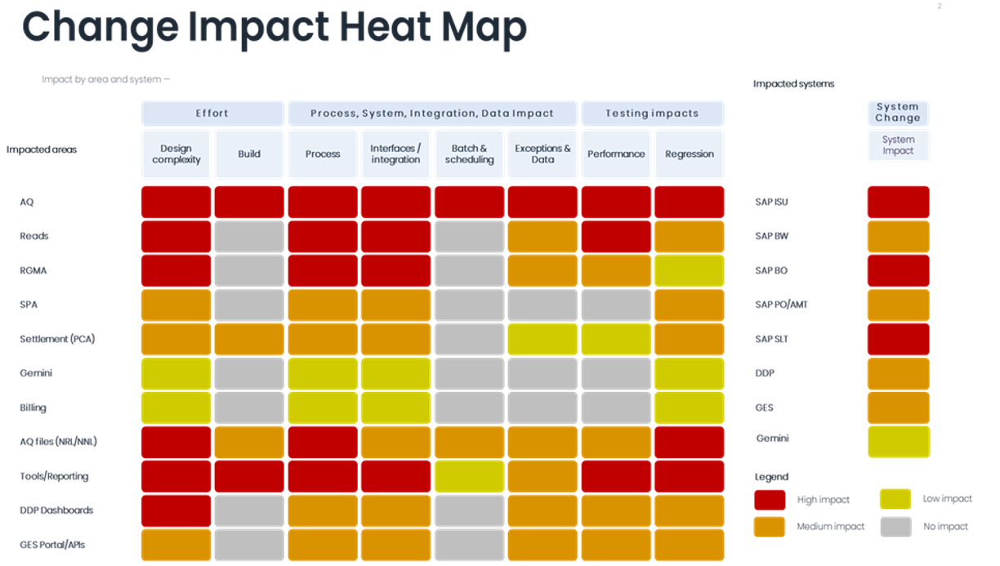 2
Change Impact Heat Map
Impact by area and system —
Impacted systems
Effort
Process, System, Integration, Data Impact
Testing impacts
System
Change
Impacted areas
Design
complexity
Build
Process
Interfaces /
integration
Batch &
scheduling
Exceptions &
Data
Performance
Regression
System
Impact
AQ
Reads
RGMA
SPA
Settlement (PCA)
Gemini
Billing
AQ files (NRL/NNL)
Tools/Reporting
DDP Dashboards
GES Portal/APIs
SAP ISU
SAP BW
SAP BO
SAP PO/AMT
SAP SLT
DDP
GES
Gemini
Legend
High impact
Low impact
Medium impact
No impact